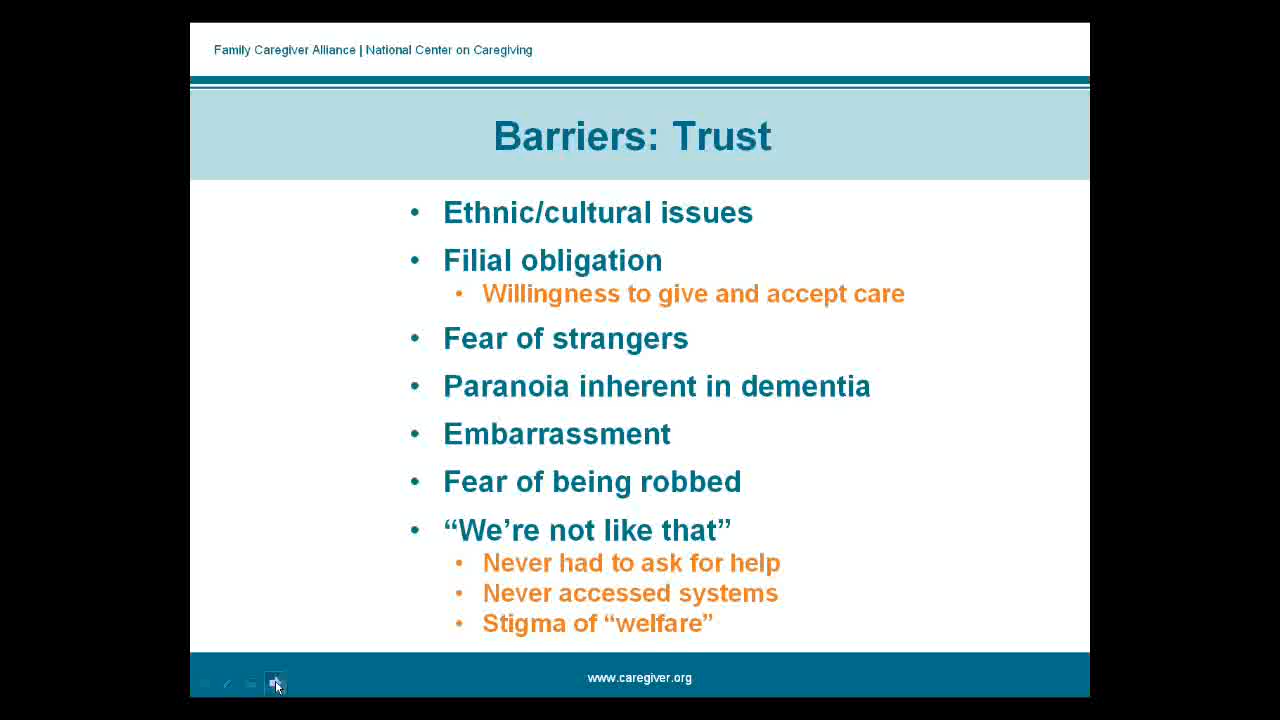 Family Caregiver Alliance | National Center on Caregiving
Barriers: Trust
• Ethnic/cultural issues
• Filial obligation
• Willingness to give and accept care
• Fear of strangers
• Paranoia inherent in dementia
• Embarrassment
• Fear of being robbed
• “We’re not like that”
• Never had to ask for help
• Never accessed systems
• Stigma of “welfare”
www.caregiver.org